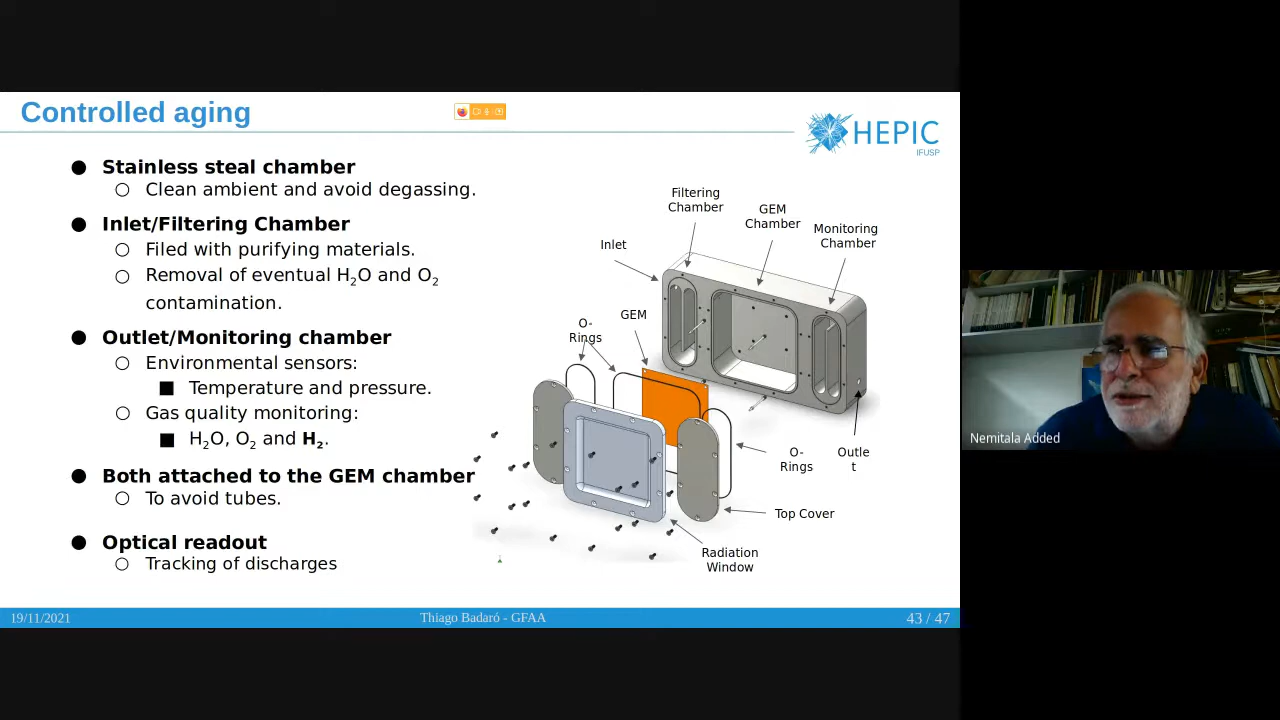 Controlled aging
HEPIC
IFUSP
● Stainless steal chamber
○ Clean ambient and avoid degassing.
● Inlet/Filtering Chamber
○ Filed with purifying materials.
○ Removal of eventual H2O and O2
contamination.
● Outlet/Monitoring chamber
○ Environmental sensors:
■ Temperature and pressure.
○ Gas quality monitoring:
■ H2O, O2 and H2.
● Both attached to the GEM chamber
○ To avoid tubes.
● Optical readout
○ Tracking of discharges
Filtering
Chamber
GEM
Chamber
Monitoring
Chamber
Inlet
GEM
O-
Rings
O-
Rings
Outle
t
Top Cover
Radiation
Window
19/11/2021
Thiago Badaró - GFAA
43 / 47
Nemitala Added